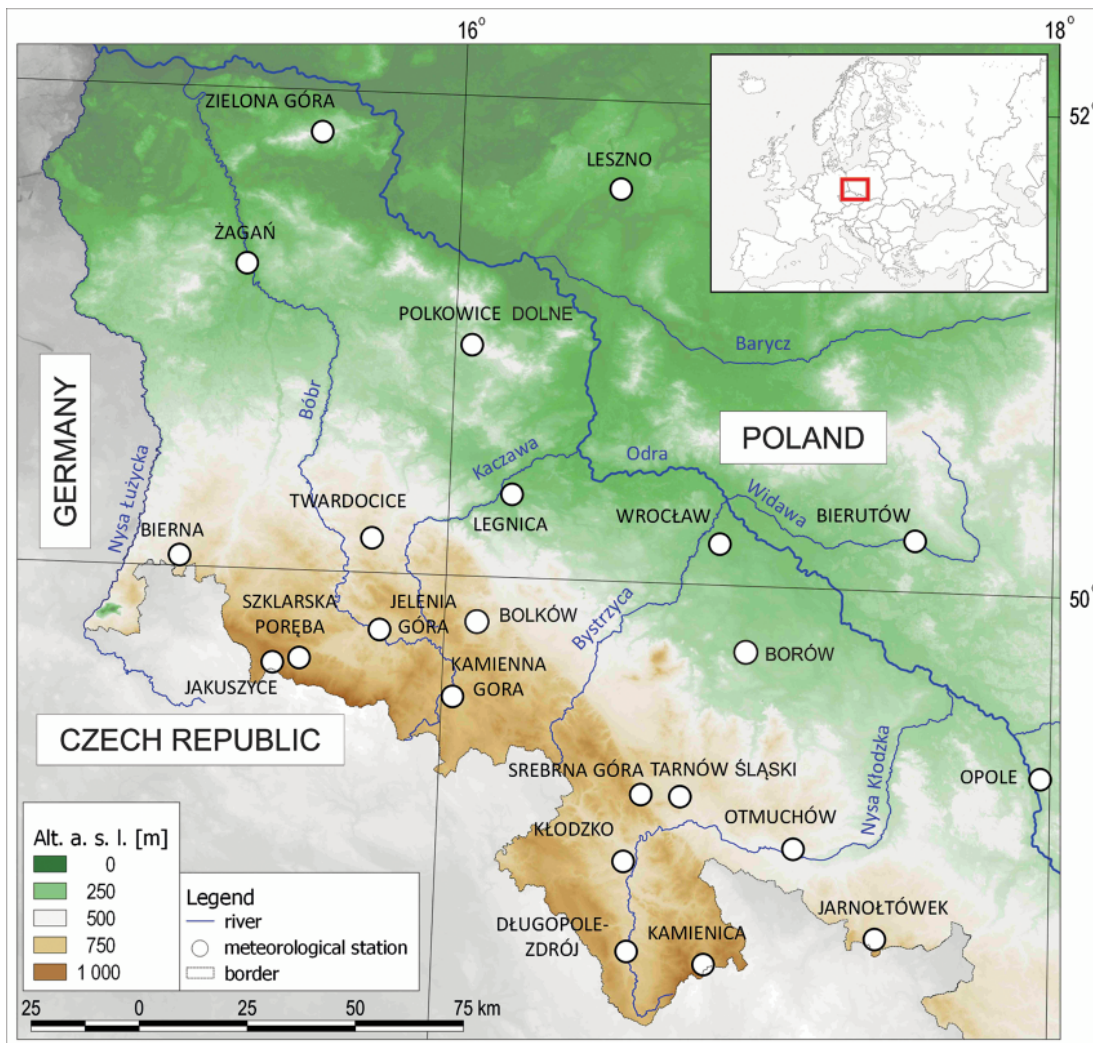 16°
18°
ZIELONA GÓRA
52°
LESZNO
ŻAGAŃ
POLKOWICE DOLNE
Barycz
GERMANY
Bóbr
POLAND
Nysa Łużycka
Kaczawa
Odra
TWARDOCICE
LEGNICA
WROCŁAW
Widawa
BIERUTÓW
BIERNA
50°
SZKLARSKA
PORĘBA
JELENIA
GÓRA
BOLKÓW
Bystrzyca
BORÓW
JAKUSZYCE
KAMIENNA
GORA
CZECH REPUBLIC
SREBRNA GÓRA
TARNÓW ŚLĄSKI
Nysa Kłodzka
OPOLE
OTMUCHÓW
KŁODZKO
JARNOŁTÓWEK
DŁUGOPOLE-
ZDRÓJ
KAMIENICA
Alt. a. s. l. [m]
0
250
500
750
1 000
Legend
river
meteorological station
border
25 0 25 50 75 km